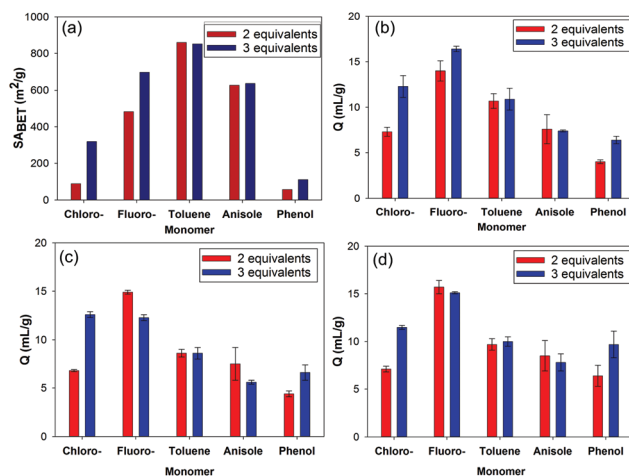 (a)
2 equivalents
3 equivalents
SABET (m²/g)
1000
800
600
400
200
0
Chloro- Fluoro- Toluene Anisole Phenol
Monomer
(b)
2 equivalents
3 equivalents
Q (mL/g)
20
15
10
5
0
Chloro- Fluoro- Toluene Anisole Phenol
Monomer
(c)
2 equivalents
3 equivalents
Q (mL/g)
20
15
10
5
0
Chloro- Fluoro- Toluene Anisole Phenol
Monomer
(d)
2 equivalents
3 equivalents
Q (mL/g)
20
15
10
5
0
Chloro- Fluoro- Toluene Anisole Phenol
Monomer